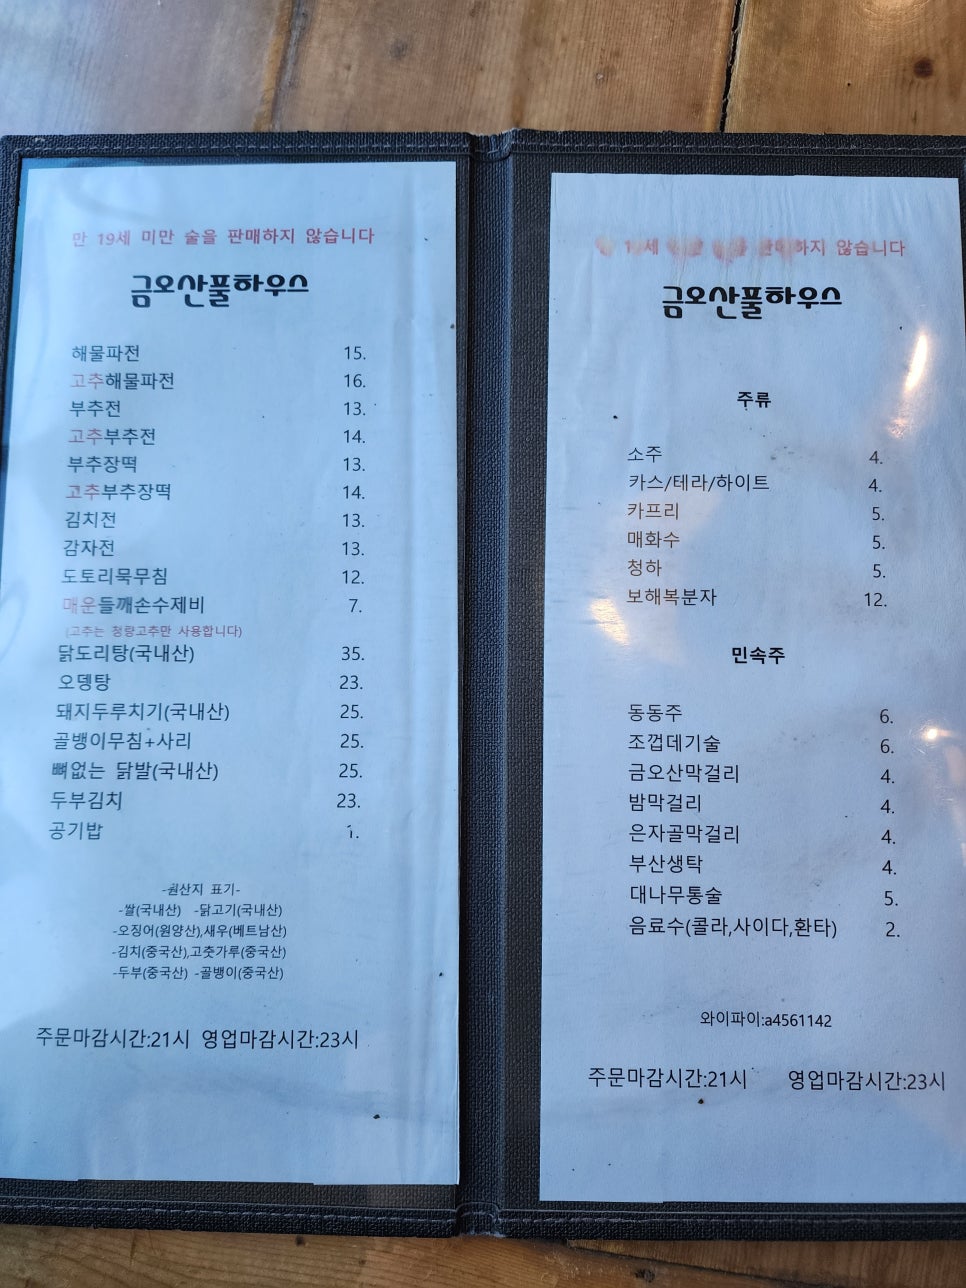 만 19세 미만 술을 판매하지 않습니다
금오산풀하우스
해물파전 15.
고추해물파전 16.
부추전 13.
고추부추전 14.
부추장떡 13.
고추부추장떡 14.
김치전 13.
감자전 13.
도토리묵무침 12.
매운들깨손수제비 7.
(고추는 청량고추만 사용합니다)
닭도리탕(국내산) 35.
오뎅탕 23.
돼지두루치기(국내산) 25.
골뱅이무침+사리 25.
뼈없는 닭발(국내산) 25.
두부김치 23.
공기밥 1.
-원산지 표기-
-쌀(국내산) -닭고기(국내산)
-오징어(원양산),새우(베트남산)
-김치(중국산),고춧가루(중국산)
-두부(중국산) -골뱅이(중국산)
주문마감시간:21시 영업마감시간:23시
않습니다
금오산풀하우스
주류
소주 4.
카스/테라/하이트 4.
카프리 5.
매화수 5.
청하 5.
보해복분자 12.
민속주
동동주 6.
조껍데기술 6.
금오산막걸리 4.
밤막걸리 4.
은자골막걸리 4.
부산생탁 4.
대나무통술 5.
음료수(콜라,사이다,환타) 2.
와이파이:a4561142
주문마감시간:21시 영업마감시간:23시